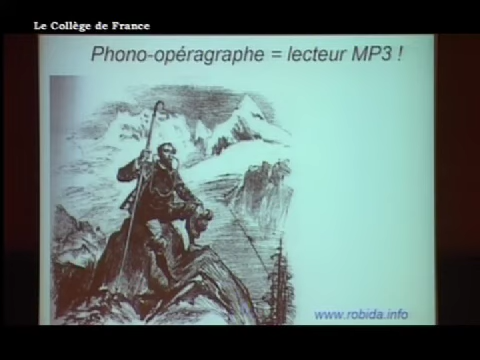 Le Collège de France
Phono-opéragraphe = lecteur MP3 !
www.robida.info